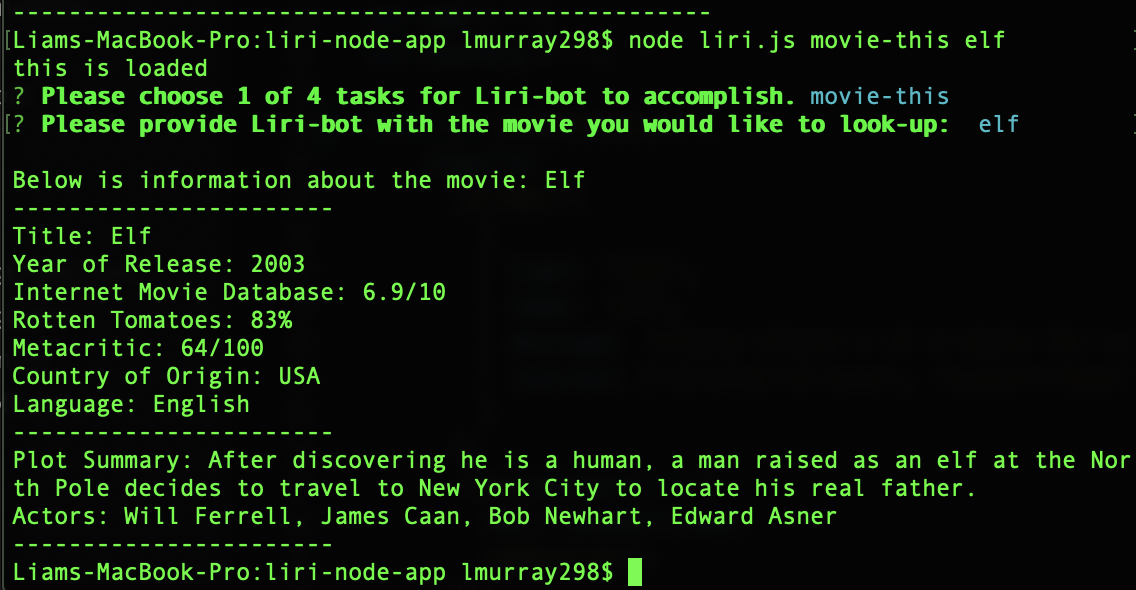 --------------------------------------------------
[Liams-MacBook-Pro:liri-node-app lmurray298$ node liri.js movie-this elf
this is loaded
? Please choose 1 of 4 tasks for Liri-bot to accomplish. movie-this
[? Please provide Liri-bot with the movie you would like to look-up:  elf
Below is information about the movie: Elf
-----------------------
Title: Elf
Year of Release: 2003
Internet Movie Database: 6.9/10
Rotten Tomatoes: 83%
Metacritic: 64/100
Country of Origin: USA
Language: English
-----------------------
Plot Summary: After discovering he is a human, a man raised as an elf at the Nor
th Pole decides to travel to New York City to locate his real father.
Actors: Will Ferrell, James Caan, Bob Newhart, Edward Asner
-----------------------
Liams-MacBook-Pro:liri-node-app lmurray298$